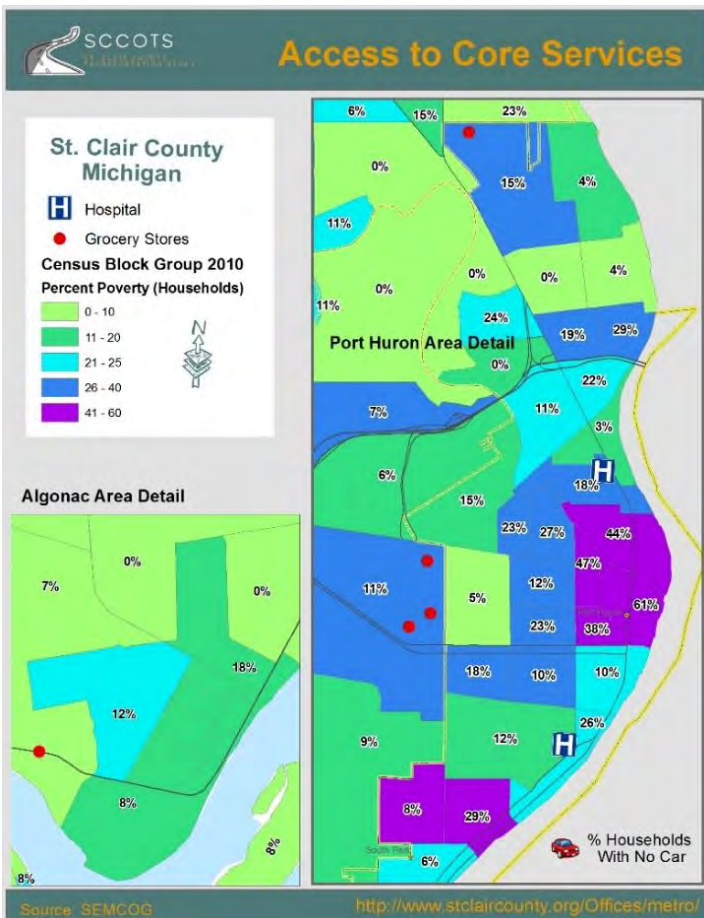 SCCOTS
Access to Core Services
St. Clair County
Michigan
H Hospital
Grocery Stores
Census Block Group 2010
Percent Poverty (Households)
0 - 10
11 - 20
21 - 25
26 - 40
41 - 60
N
6%
15%
23%
0%
15%
4%
11%
0%
0%
0%
4%
11%
24%
19%
29%
Port Huron Area Detail
0%
22%
7%
11%
3%
H
6%
15%
18%
23%
27%
44%
47%
11%
5%
12%
61%
23%
38%
18%
10%
10%
26%
9%
12%
H
8%
29%
South Park
6%
% Households
With No Car
Algonac Area Detail
0%
7%
0%
18%
12%
8%
8%
8%
Source: SEMCOG
http://www.stclaircounty.org/Offices/metro/